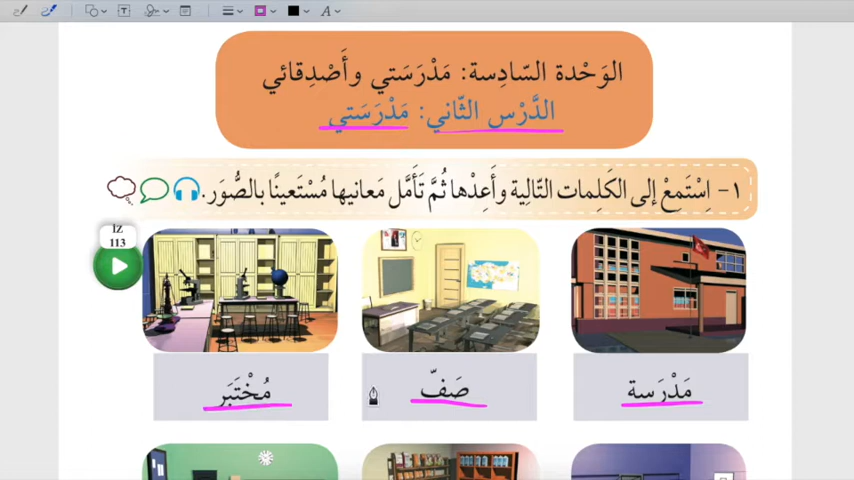 الوَحْدة السّادِسة: مَدْرَسَتي وأَصْدِقائي
الدَّرْس الثّاني: مَدْرَسَتي
١- اِسْتَمِعْ إلى الكَلِمات التّالِية وأَعِدْها ثُمَّ تَأَمَّل مَعانيها مُسْتَعينًا بالصُّوَر.
İZ
113
مَدْرَسة
صَفّ
مُخْتَبَر